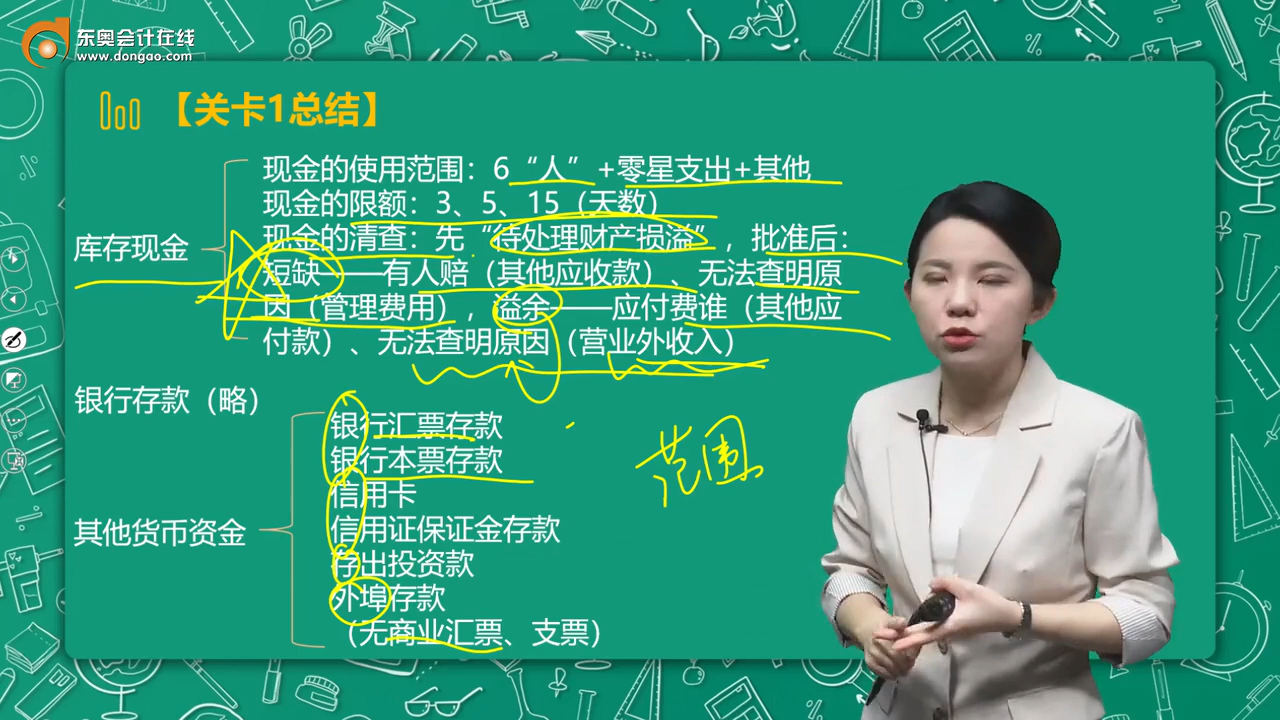 东奥会计在线
www.dongao.com
【关卡1总结】
库存现金
现金的使用范围：6“人”+零星支出+其他
现金的限额：3、5、15（天数）
现金的清查：先“待处理财产损溢”，批准后：
短缺——有人赔（其他应收款）、无法查明原
因（管理费用），溢余——应付费谁（其他应
付款）、无法查明原因（营业外收入）
银行存款（略）
其他货币资金
银行汇票存款
银行本票存款
信用卡
信用证保证金存款
存出投资款
外埠存款
（无商业汇票、支票）
范围